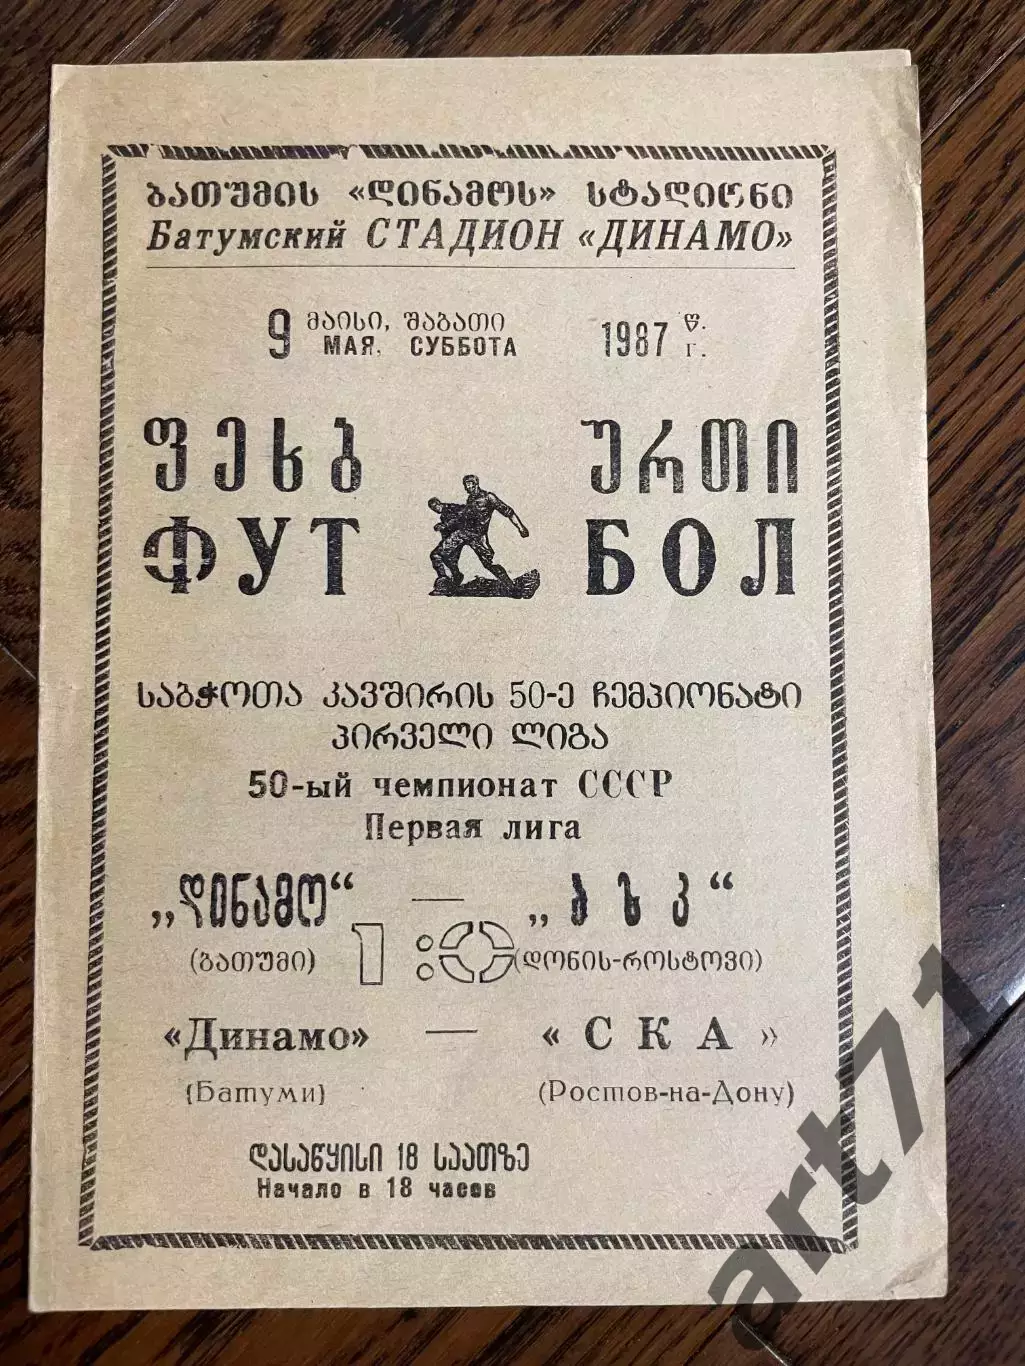 ბათუმის «დინამოს» სტადიონი
Батумский СТАДИОН «ДИНАМО»
9 მაისი, შაბათი 1987 წ.
МАЯ, СУББОТА г.
ფეხბ ურთი
ФУТ БОЛ
საბჭოთა კავშირის 50-ე ჩემპიონატი
პირველი ლიგა
50-ый чемпионат СССР
Первая лига
„დინამო“ — „ასკ“
(ბათუმი) 1:0 (დონის-როსტოვი)
«Динамо» — «СКА»
(Батуми) (Ростов-на-Дону)
დასაწყისი 18 საათზე
Начало в 18 часов
art71